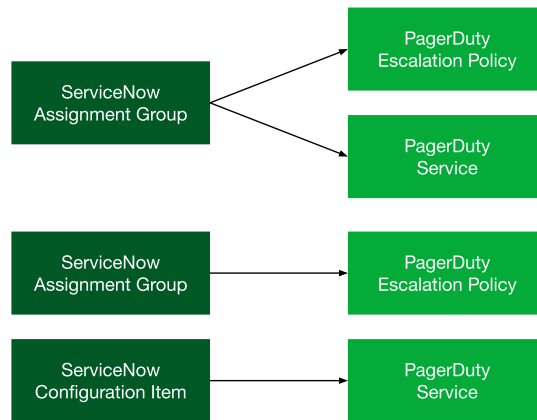 ServiceNow
Assignment Group
PagerDuty
Escalation Policy
PagerDuty
Service
ServiceNow
Assignment Group
PagerDuty
Escalation Policy
ServiceNow
Configuration Item
PagerDuty
Service